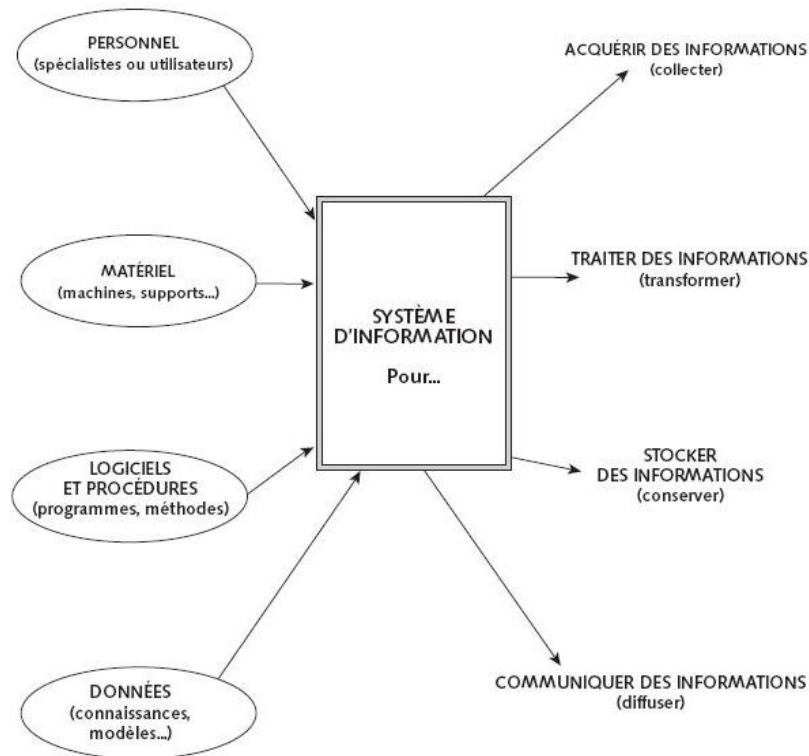 PERSONNEL
(spécialistes ou utilisateurs)
MATÉRIEL
(machines, supports...)
LOGICIELS
ET PROCÉDURES
(programmes, méthodes)
DONNÉES
(connaissances,
modèles...)
SYSTÈME
D'INFORMATION
Pour...
ACQUÉRIR DES INFORMATIONS
(collecter)
TRAITER DES INFORMATIONS
(transformer)
STOCKER
DES INFORMATIONS
(conserver)
COMMUNIQUER DES INFORMATIONS
(diffuser)